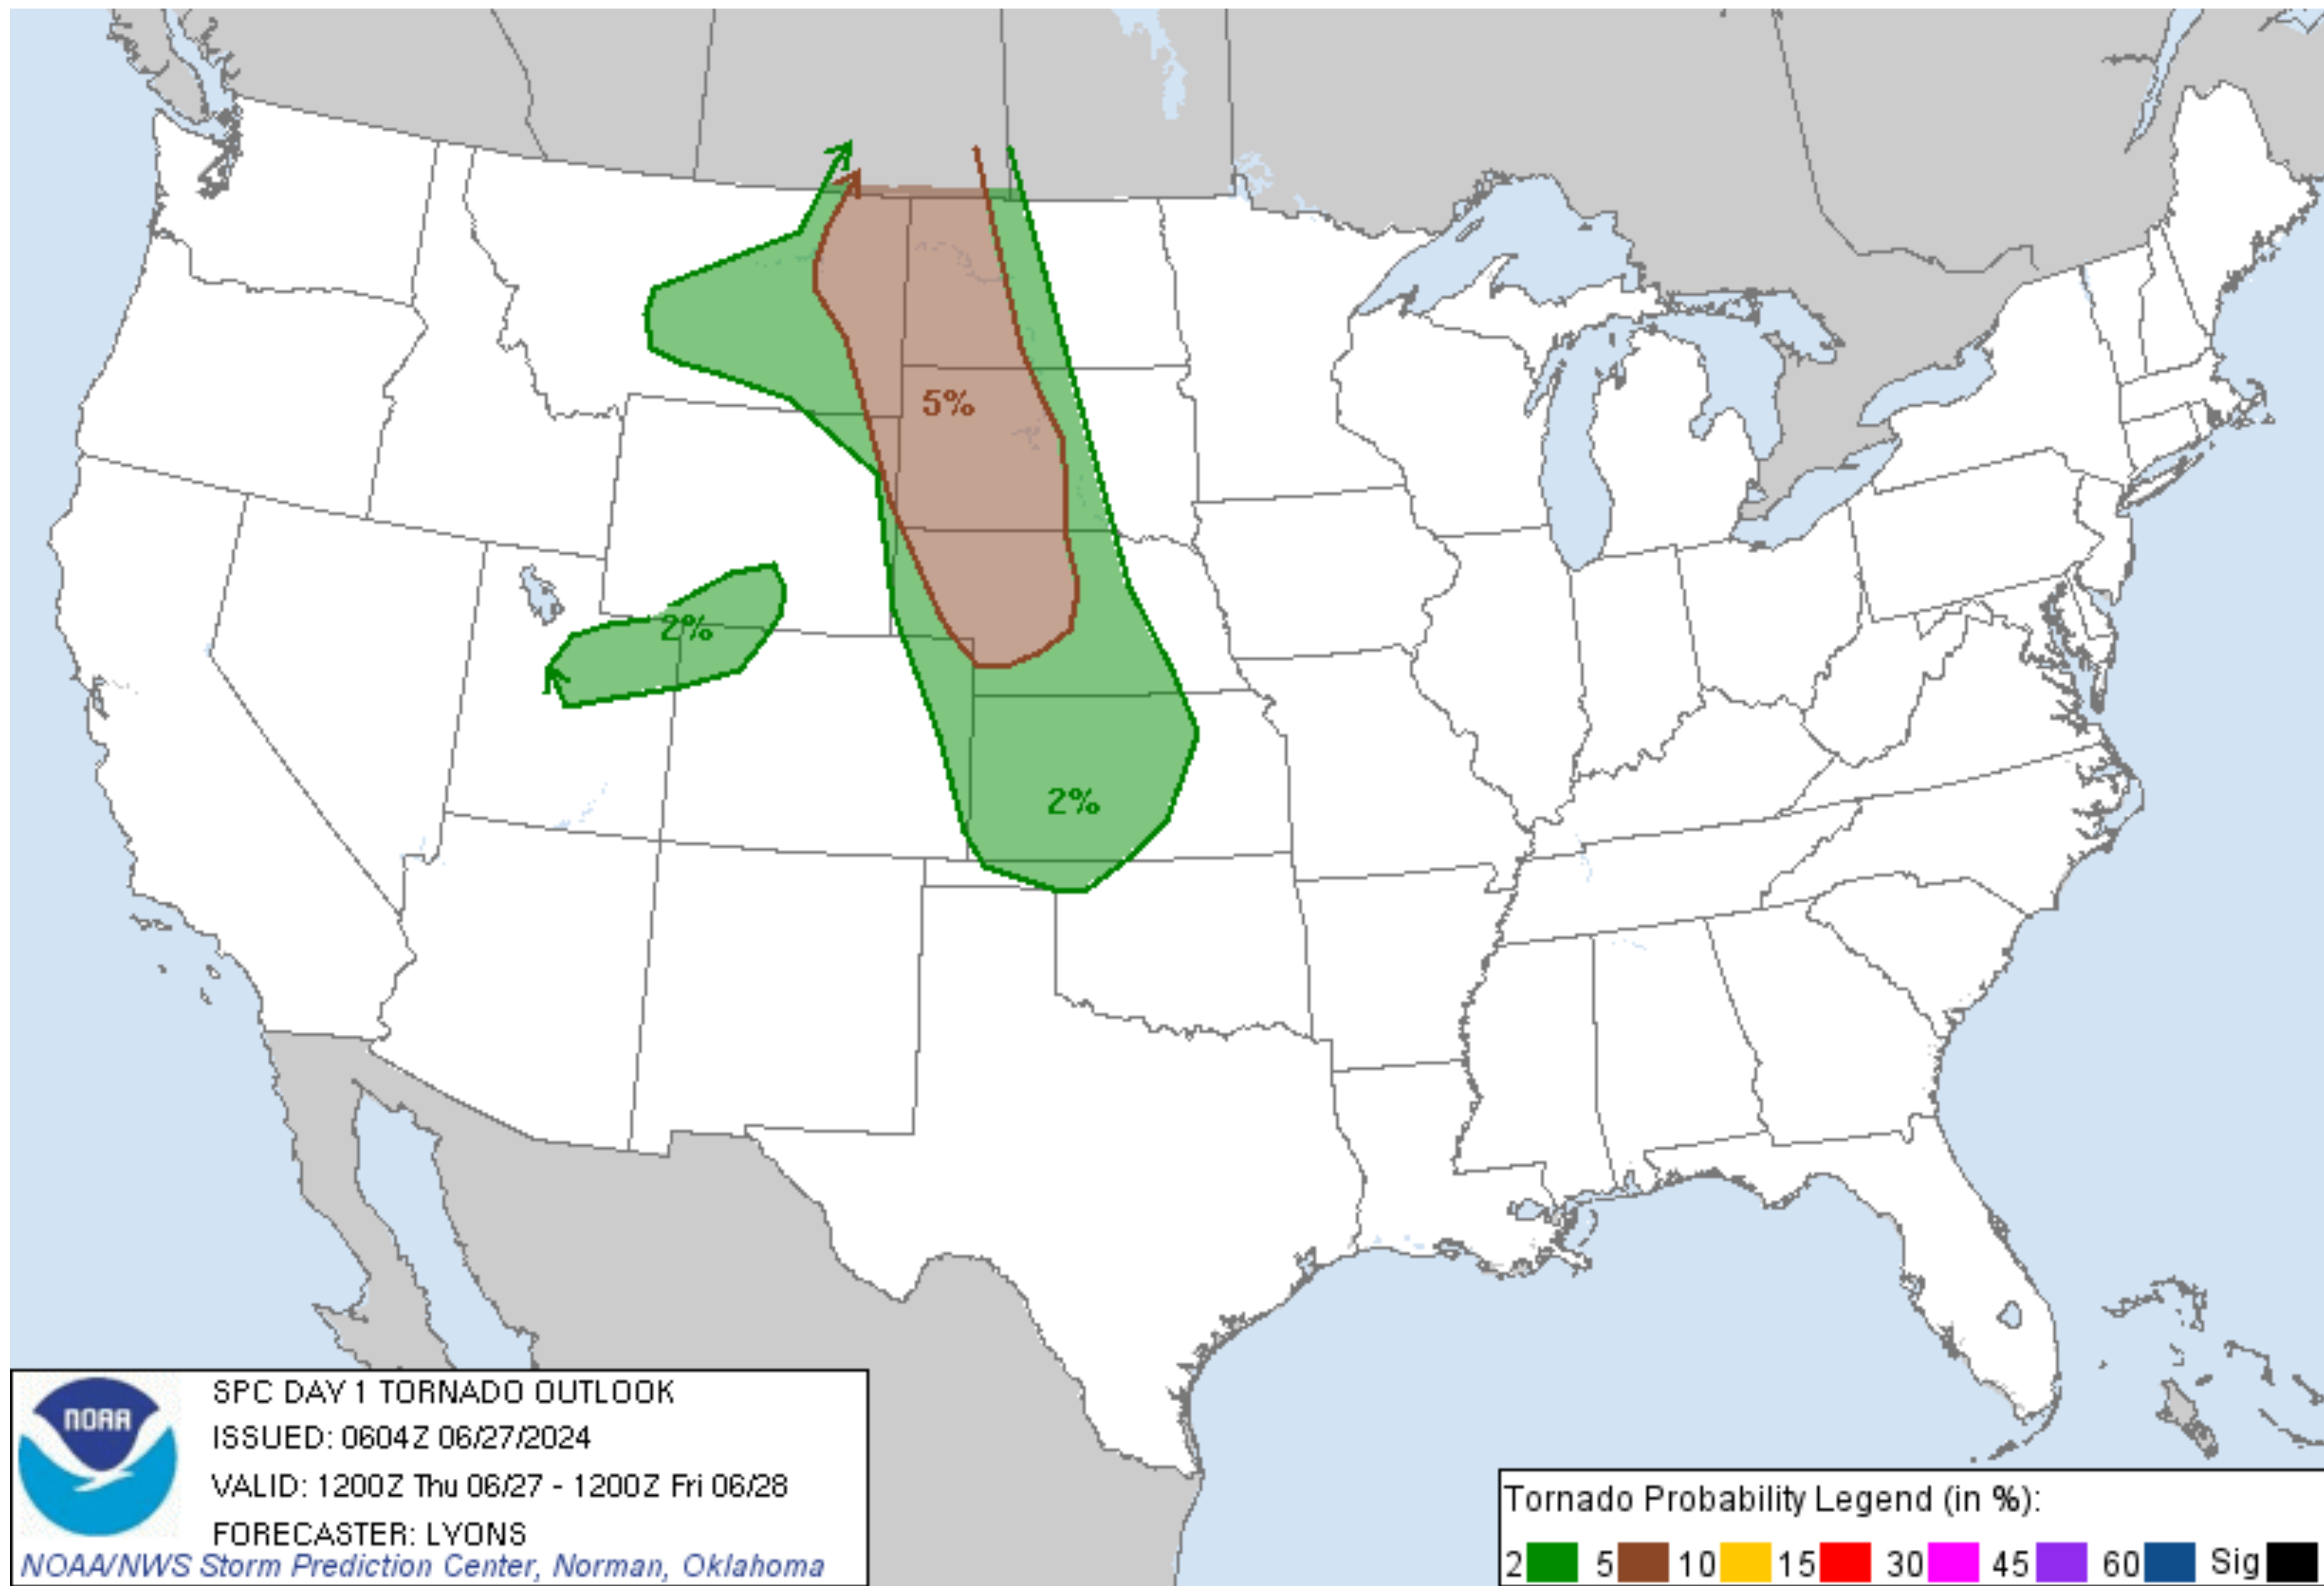 5%
2%
2%
NOAA
SPC DAY 1 TORNADO OUTLOOK
ISSUED: 0604Z 06/27/2024
VALID: 1200Z Thu 06/27 - 1200Z Fri 06/28
FORECASTER: LYONS
NOAA/NWS Storm Prediction Center, Norman, Oklahoma
Tornado Probability Legend (in %):
2 5 10 15 30 45 60 Sig